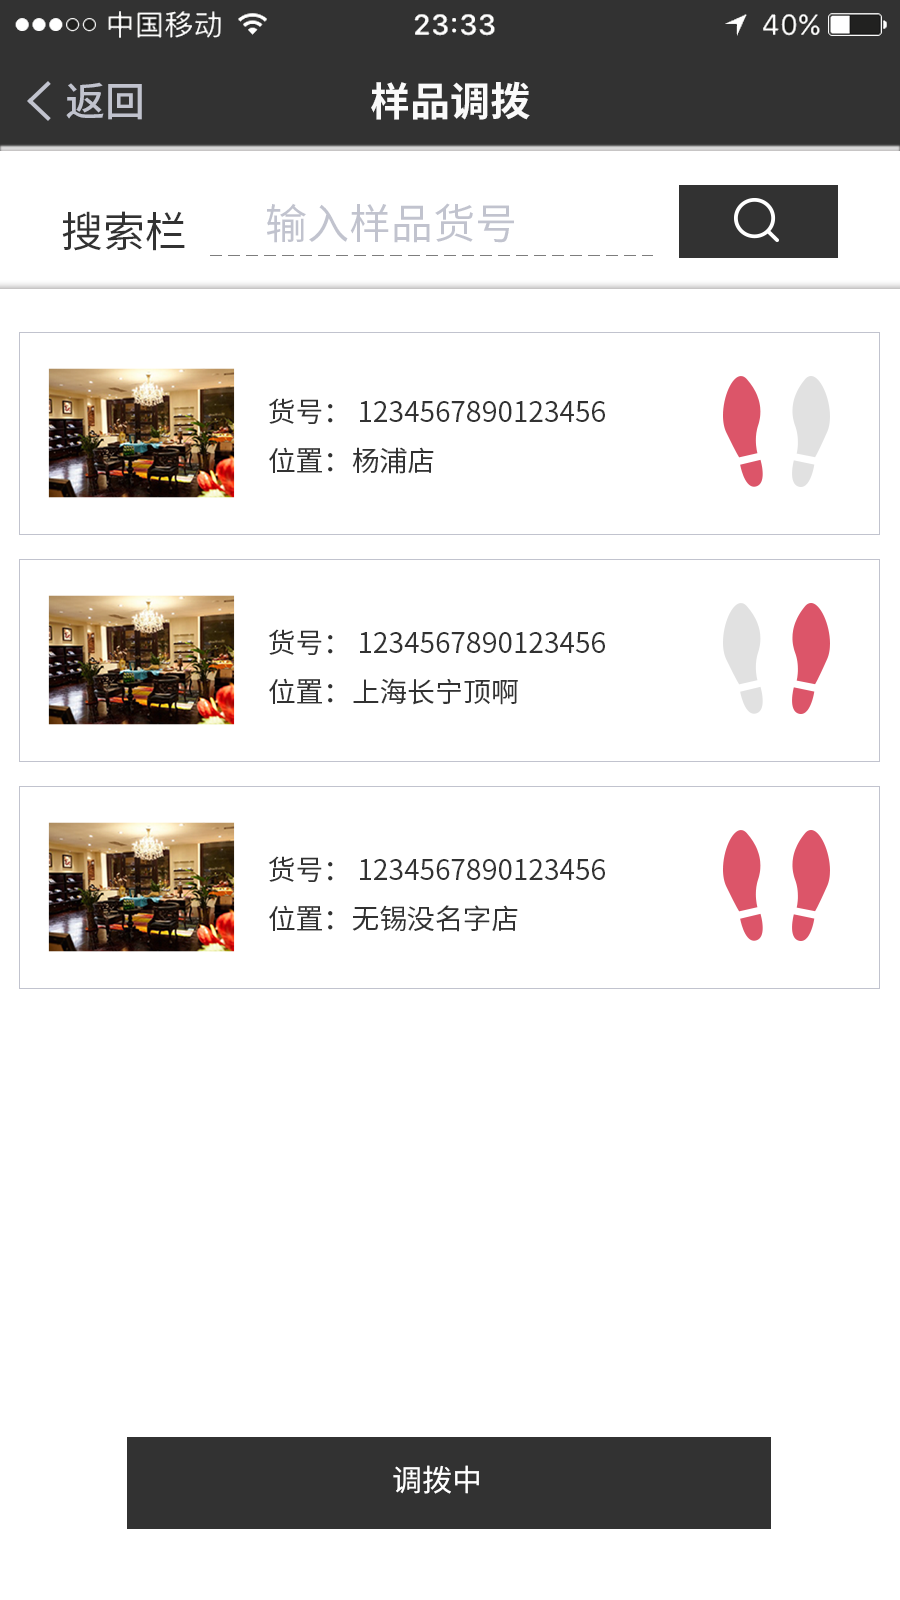 中国移动 23:33 40%
返回 样品调拨
搜索栏 输入样品货号
货号： 1234567890123456
位置：杨浦店
货号： 1234567890123456
位置：上海长宁顶啊
货号： 1234567890123456
位置：无锡没名字店
调拨中